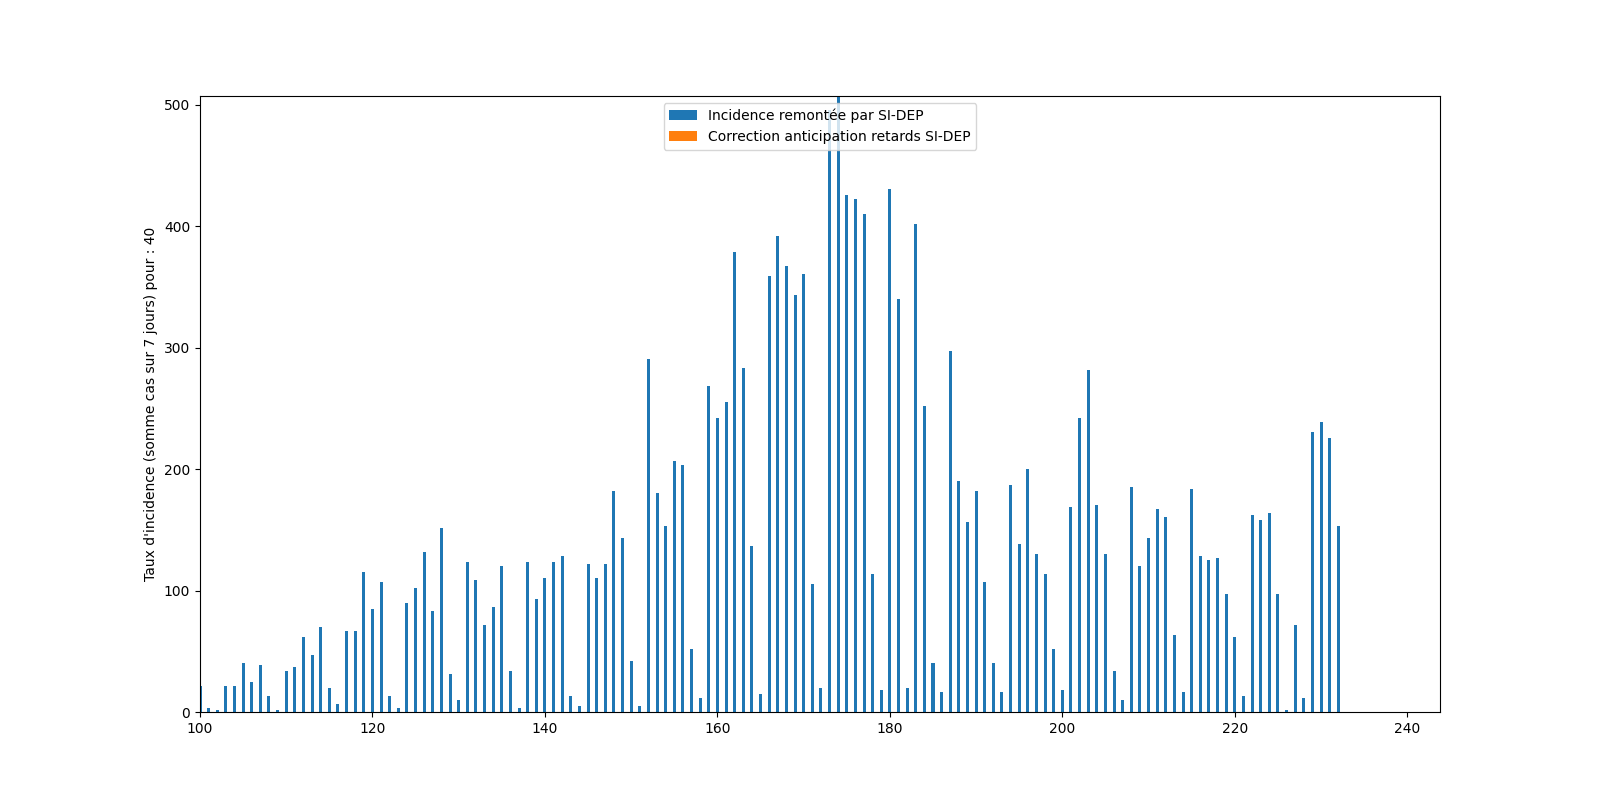 Incidence remontée par SI-DEP
Correction anticipation retards SI-DEP
Taux d'incidence (somme cas sur 7 jours) pour : 40
500
400
300
200
100
0
100 120 140 160 180 200 220 240